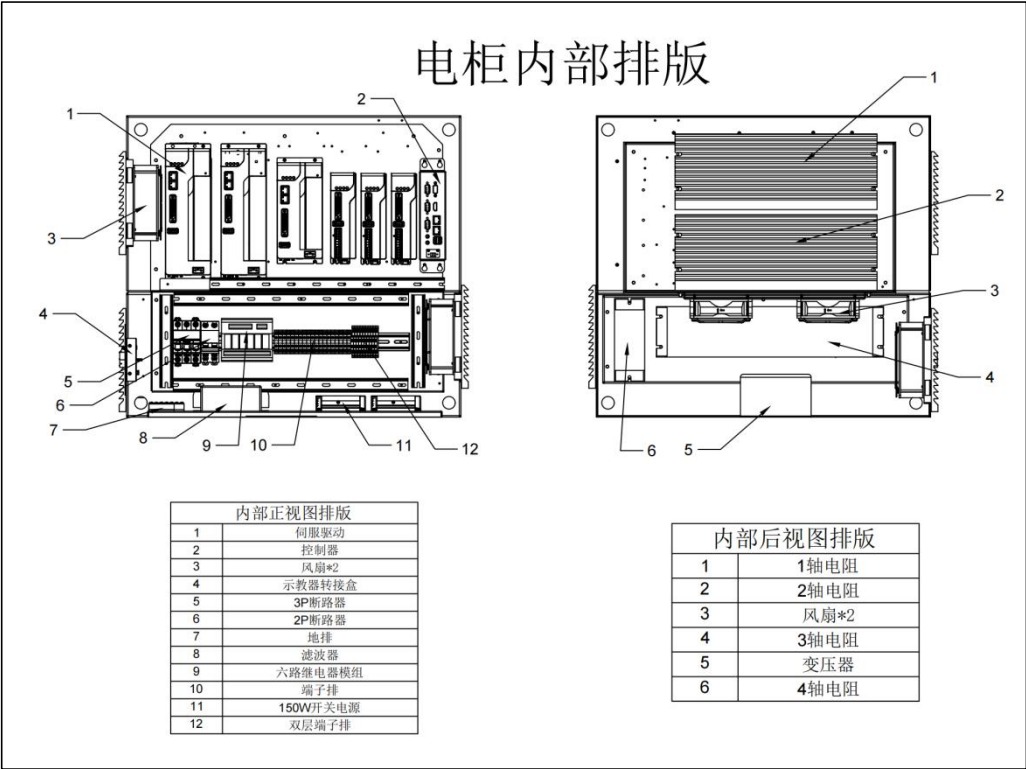 电柜内部排版
1
2
3
4
5
6
7
8
9
10
11
12
1
2
3
4
5
6
内部正视图排版
1 伺服驱动
2 控制器
3 风扇*2
4 示教器转接盒
5 3P断路器
6 2P断路器
7 地排
8 滤波器
9 六路继电器模组
10 端子排
11 150W开关电源
12 双层端子排
内部后视图排版
1 1轴电阻
2 2轴电阻
3 风扇*2
4 3轴电阻
5 变压器
6 4轴电阻